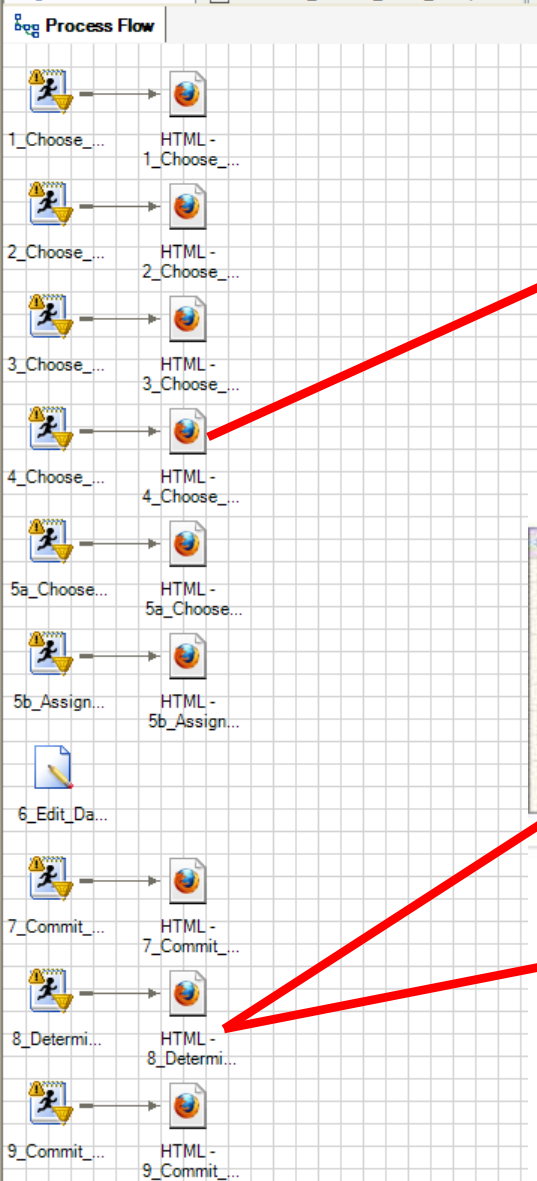 Process Flow
1_Choose_...
HTML -
1_Choose_...
2_Choose_...
HTML -
2_Choose_...
3_Choose_...
HTML -
3_Choose_...
4_Choose_...
HTML -
4_Choose_...
5a_Choose...
HTML -
5a_Choose...
5b_Assign...
HTML -
5b_Assign...
6_Edit_Da...
7_Commit_...
HTML -
7_Commit_...
8_Determi...
HTML -
8_Determi...
9_Commit_...
HTML -
9_Commit_...